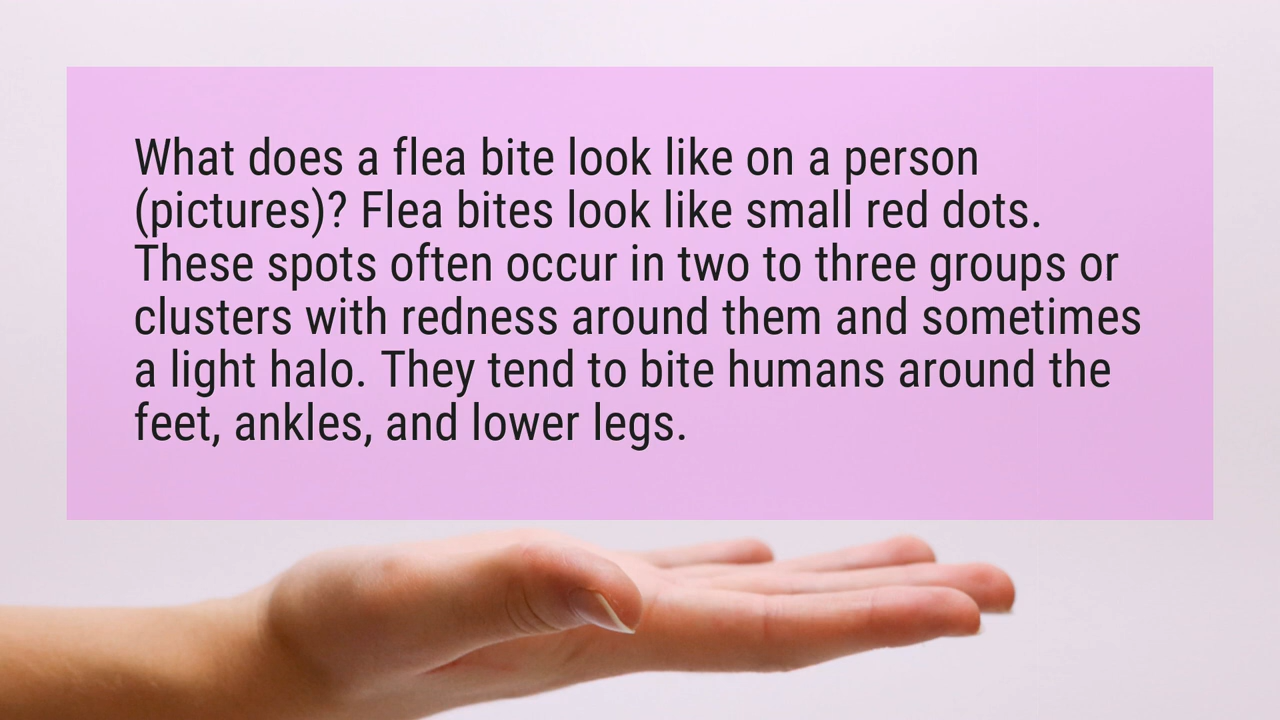 What does a flea bite look like on a person
(pictures)? Flea bites look like small red dots.
These spots often occur in two to three groups or
clusters with redness around them and sometimes
a light halo. They tend to bite humans around the
feet, ankles, and lower legs.